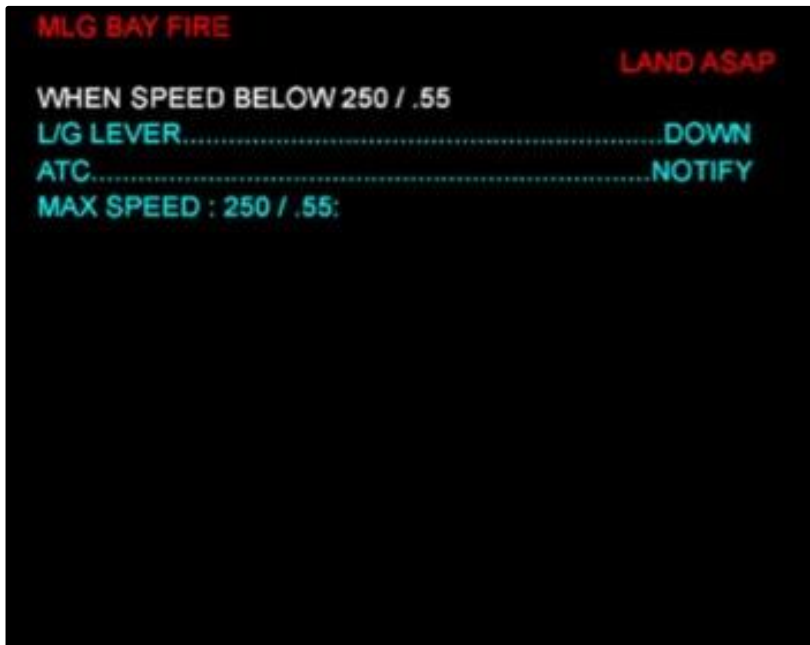 MLG BAY FIRE
LAND ASAP
WHEN SPEED BELOW 250 / .55
L/G LEVER..............................................................DOWN
ATC........................................................................NOTIFY
MAX SPEED : 250 / .55: